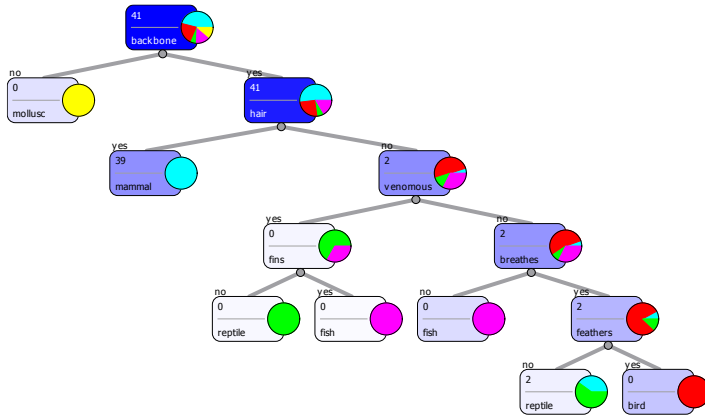 41
backbone
no
yes
0
mollusc
41
hair
yes
no
39
mammal
2
venomous
yes
no
0
fins
2
breathes
no
yes
no
yes
0
reptile
0
fish
0
fish
2
feathers
no
yes
2
reptile
0
bird